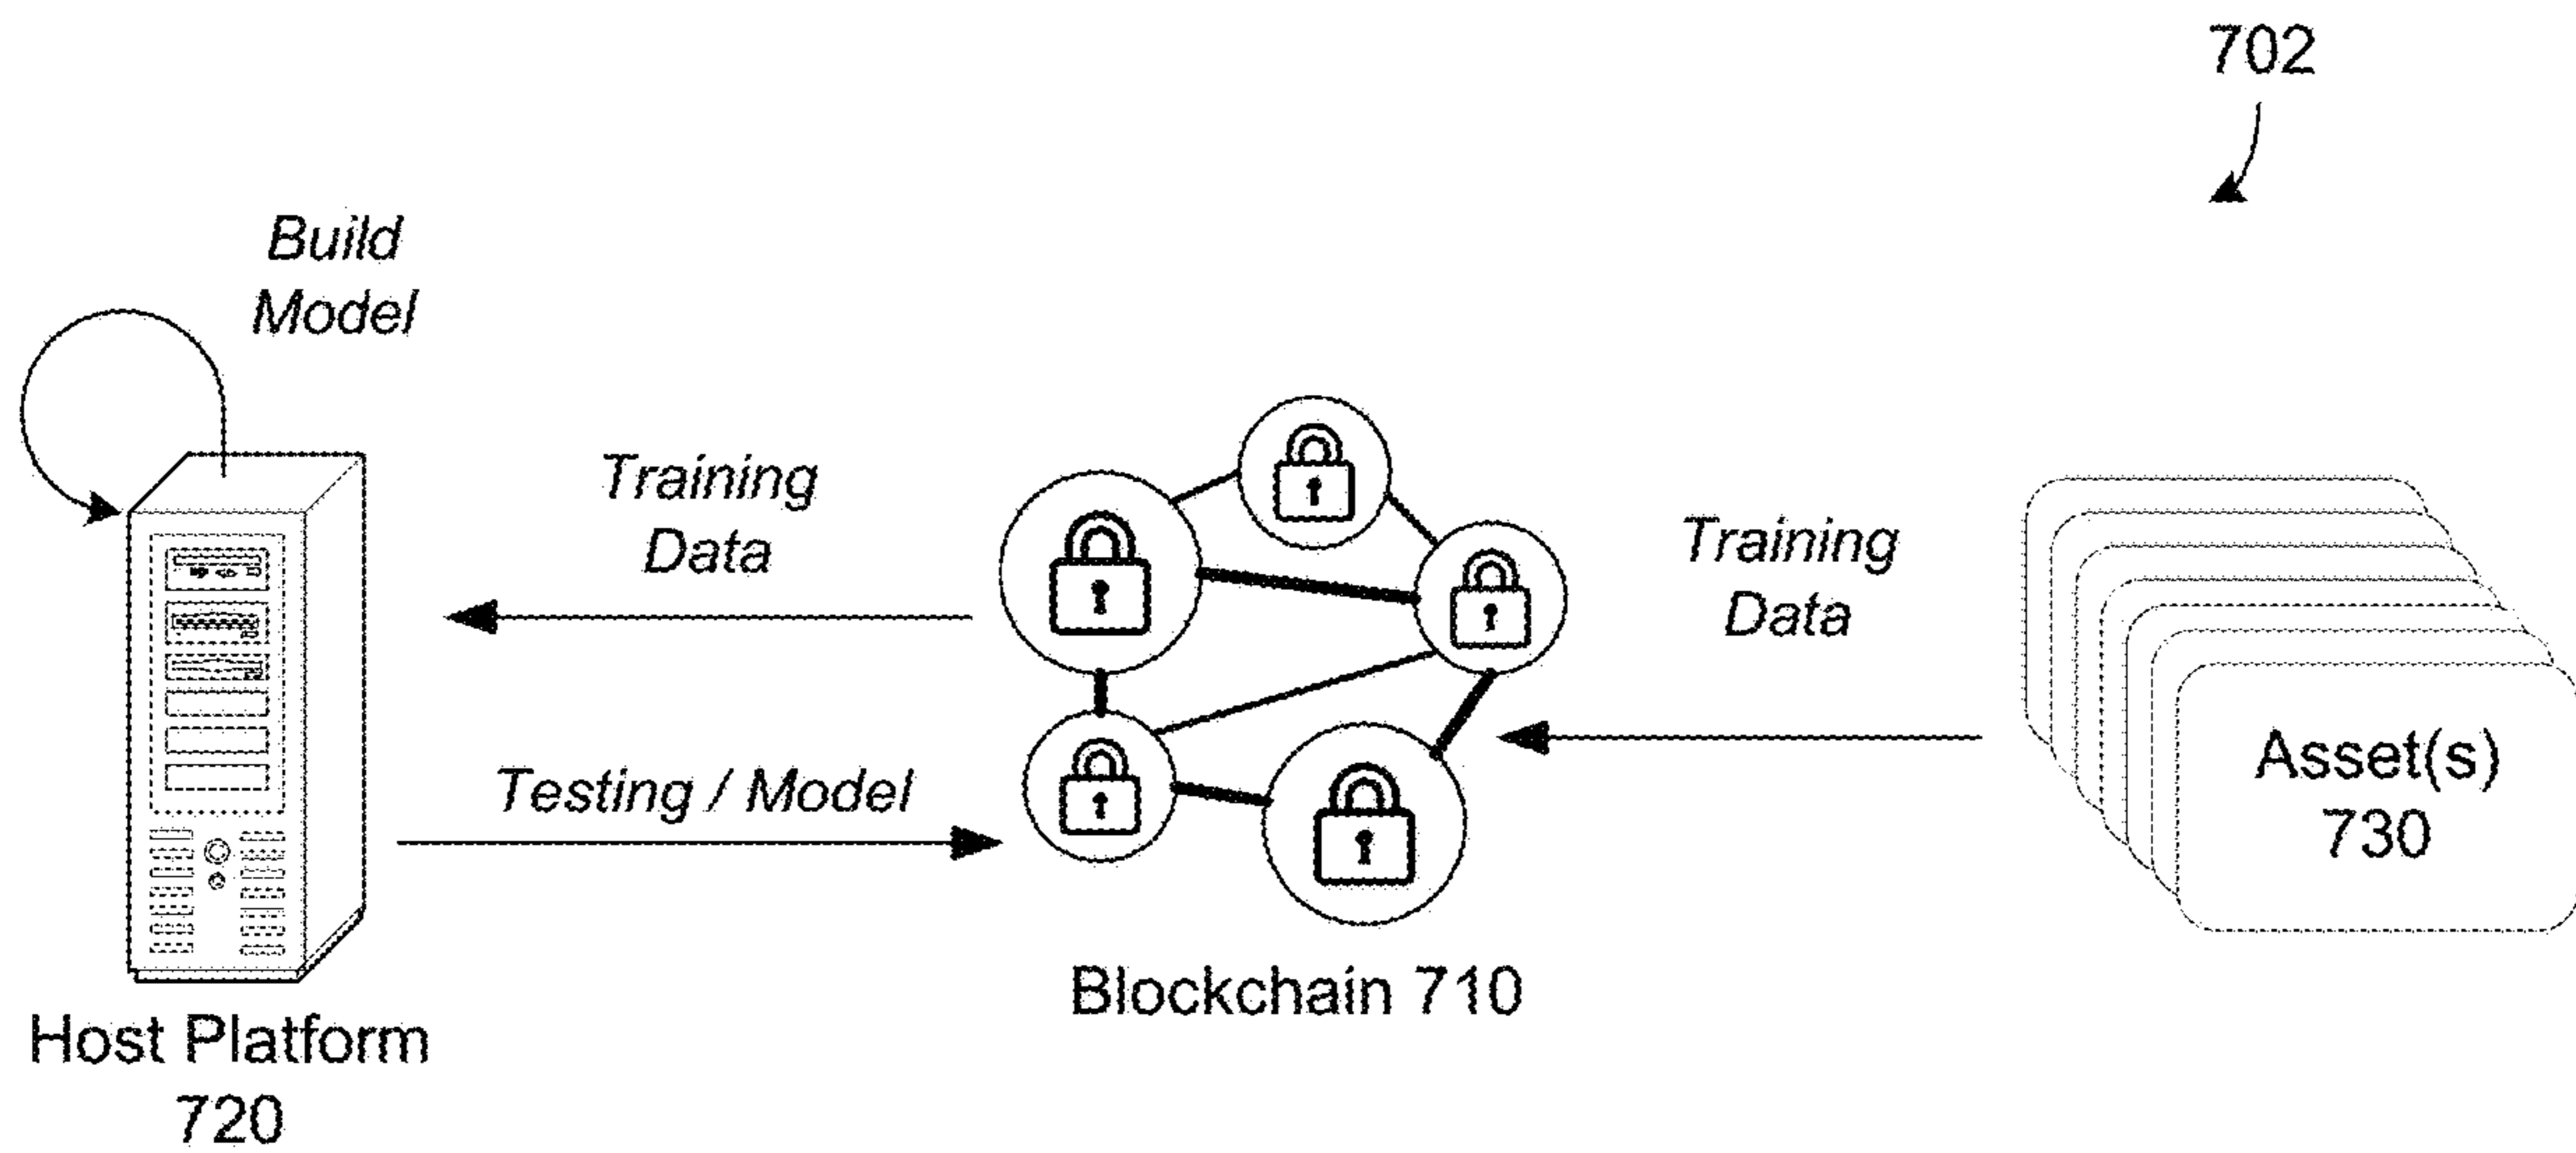 702
Build
Model
Training
Data
Training
Data
Testing / Model
Asset(s)
730
Blockchain 710
Host Platform
720